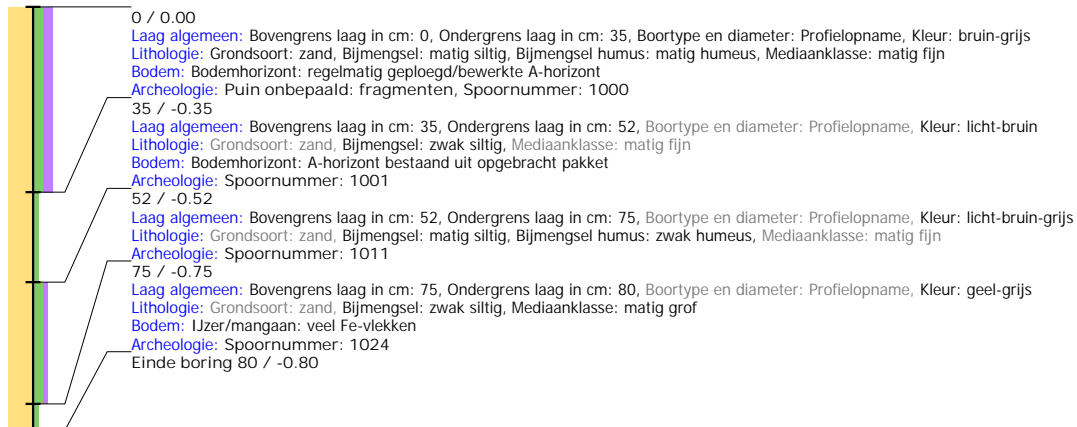 0 / 0.00
Laag algemeen: Bovengrens laag in cm: 0, Ondergrens laag in cm: 35, Boortype en diameter: Profielopname, Kleur: bruin-grijs
Lithologie: Grondsoort: zand, Bijmengsel: matig siltig, Bijmengsel humus: matig humeus, Mediaanklasse: matig fijn
Bodem: Bodemhorizont: regelmatig geploegd/bewerkte A-horizont
Archeologie: Puin onbepaald: fragmenten, Spoornummer: 1000
35 / -0.35
Laag algemeen: Bovengrens laag in cm: 35, Ondergrens laag in cm: 52, Boortype en diameter: Profielopname, Kleur: licht-bruin
Lithologie: Grondsoort: zand, Bijmengsel: zwak siltig, Mediaanklasse: matig fijn
Bodem: Bodemhorizont: A-horizont bestaand uit opgebracht pakket
Archeologie: Spoornummer: 1001
52 / -0.52
Laag algemeen: Bovengrens laag in cm: 52, Ondergrens laag in cm: 75, Boortype en diameter: Profielopname, Kleur: licht-bruin-grijs
Lithologie: Grondsoort: zand, Bijmengsel: matig siltig, Bijmengsel humus: zwak humeus, Mediaanklasse: matig fijn
Archeologie: Spoornummer: 1011
75 / -0.75
Laag algemeen: Bovengrens laag in cm: 75, Ondergrens laag in cm: 80, Boortype en diameter: Profielopname, Kleur: geel-grijs
Lithologie: Grondsoort: zand, Bijmengsel: zwak siltig, Mediaanklasse: matig grof
Bodem: IJzer/mangaan: veel Fe-vlekken
Archeologie: Spoornummer: 1024
Einde boring 80 / -0.80